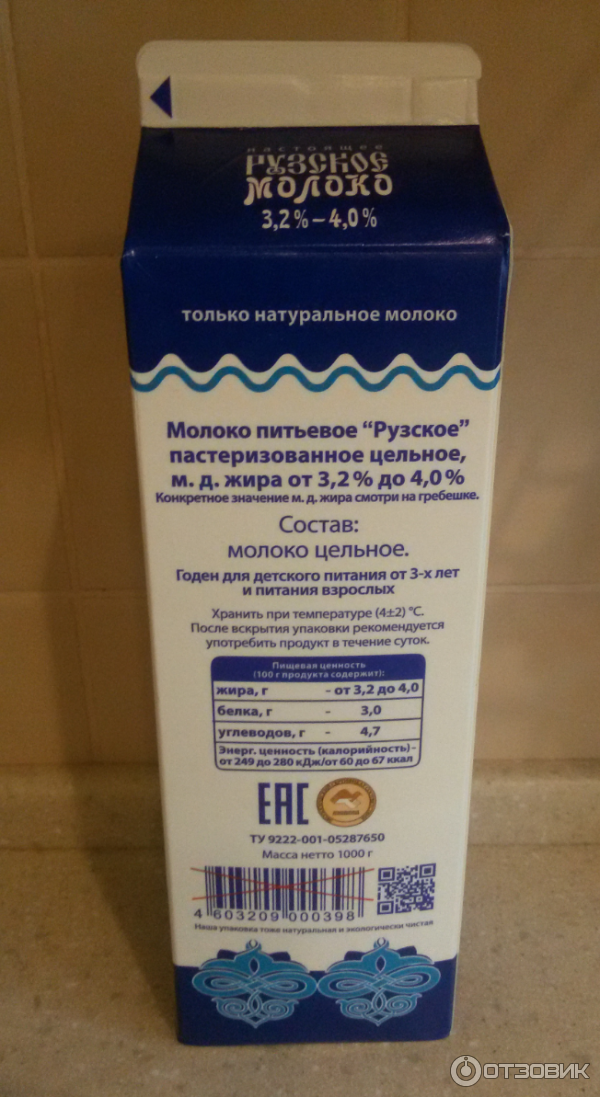 настоящее
РУЗСКОЕ
МОЛОКО
3,2%–4,0%
только натуральное молоко
Молоко питьевое “Рузское”
пастеризованное цельное,
м. д. жира от 3,2% до 4,0%
Конкретное значение м. д. жира смотри на гребешке.
Состав:
молоко цельное.
Годен для детского питания от 3-х лет
и питания взрослых
Хранить при температуре (4±2) °С.
После вскрытия упаковки рекомендуется
употребить продукт в течение суток.
Пищевая ценность
(100 г продукта содержит):
жира, г - от 3,2 до 4,0
белка, г - 3,0
углеводов, г - 4,7
Энерг. ценность (калорийность) -
от 249 до 280 кДж/от 60 до 67 ккал
ЕАС
ТУ 9222-001-05287650
Масса нетто 1000 г
4 603209 000398
Наша упаковка тоже натуральная и экологически чистая
ОТЗОВИК